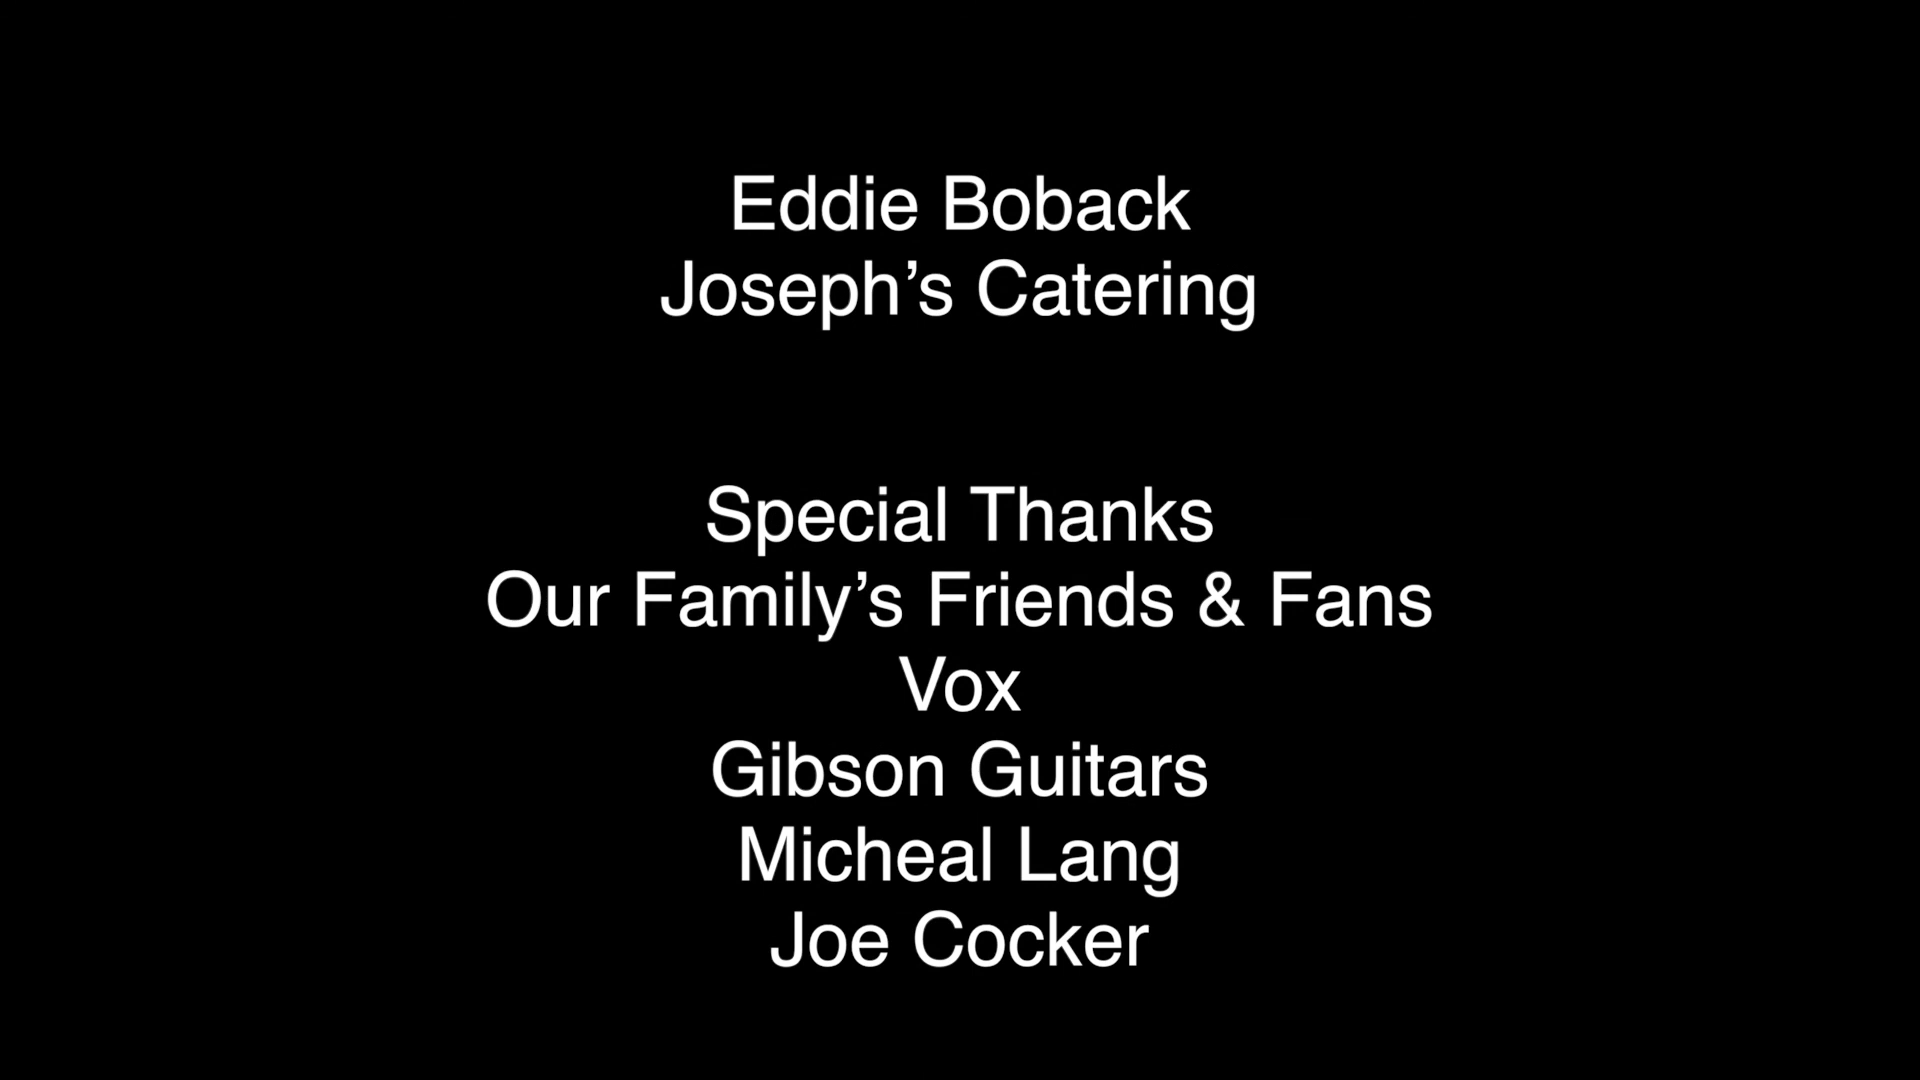 Eddie Boback
Joseph’s Catering
Special Thanks
Our Family’s Friends & Fans
Vox
Gibson Guitars
Micheal Lang
Joe Cocker